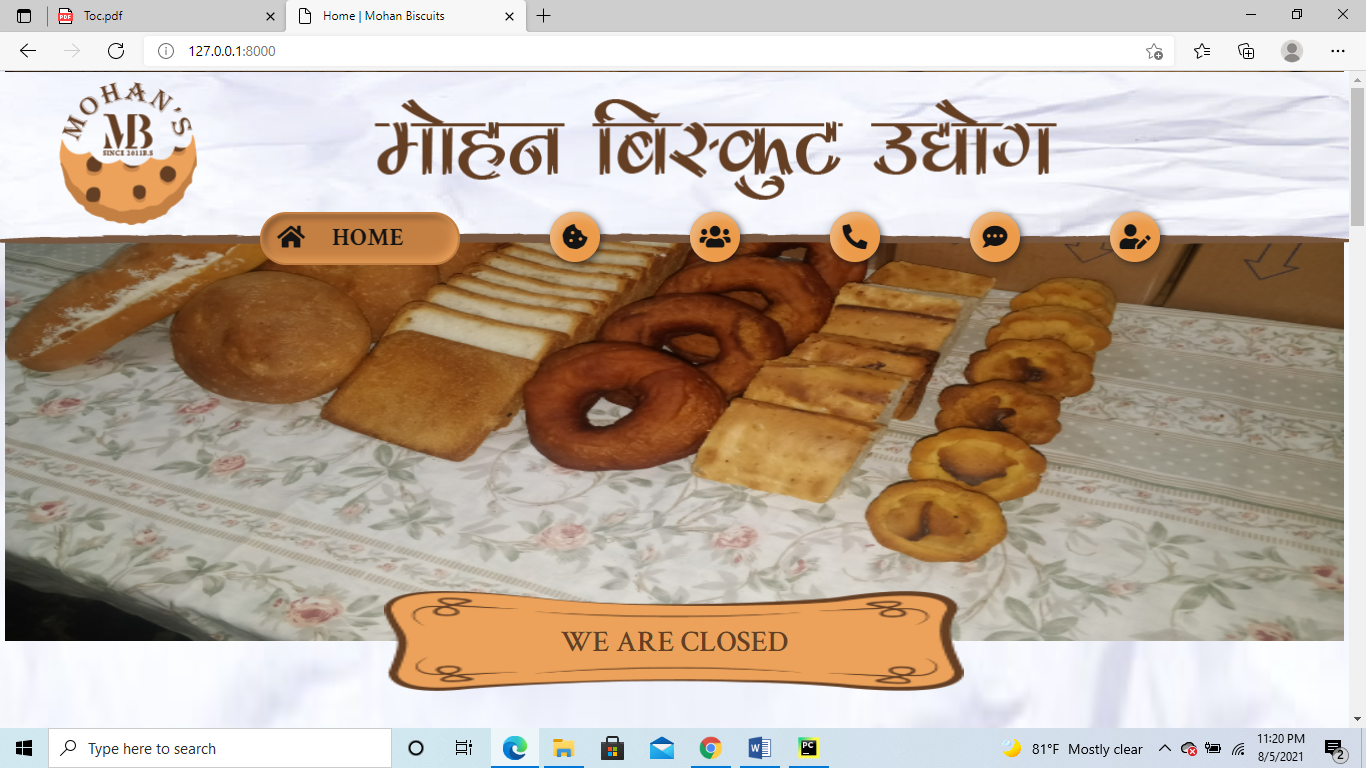 Toc.pdf
Home | Mohan Biscuits
127.0.0.1:8000
MOHAN'S
MB
SINCE 2011B.S
मोहन बिस्कुट उद्योग
HOME
WE ARE CLOSED
Type here to search
81°F Mostly clear
11:20 PM
8/5/2021
2